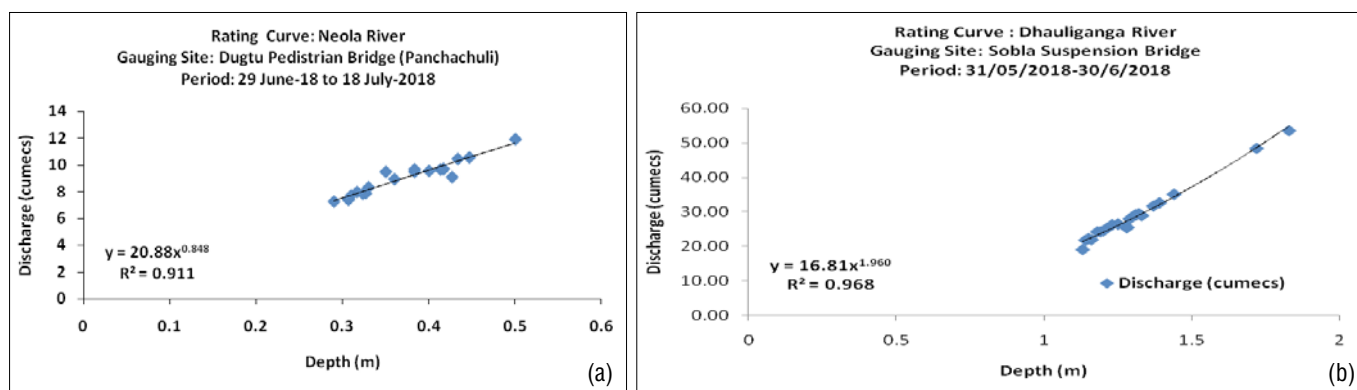 Rating Curve: Neola River
Gauging Site: Dugtu Pedistrian Bridge (Panchachuli)
Period: 29 June-18 to 18 July-2018
14
12
10
8
6
4
2
0
Discharge (cumecs)
y = 20.88x^0.848
R² = 0.911
0 0.1 0.2 0.3 0.4 0.5 0.6
Depth (m)
(a)
Rating Curve : Dhauliganga River
Gauging Site: Sobla Suspension Bridge
Period: 31/05/2018-30/6/2018
60.00
50.00
40.00
30.00
20.00
10.00
0.00
Discharge (cumecs)
y = 16.81x^1.960
R² = 0.968
Discharge (cumecs)
0 0.5 1 1.5 2
Depth (m)
(b)